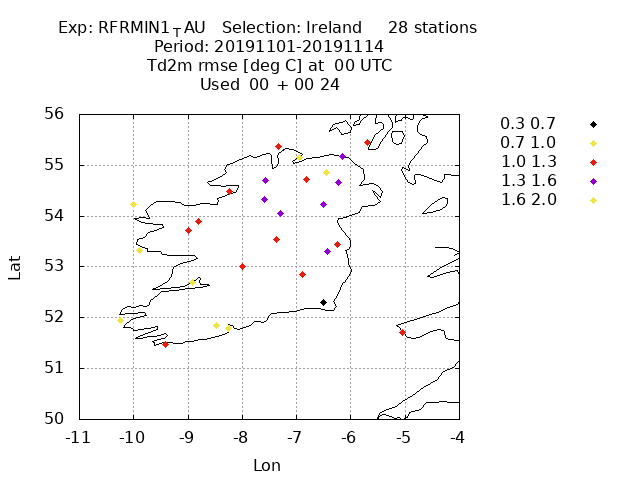 Exp: RFRMIN1_TAU Selection: Ireland 28 stations
Period: 20191101-20191114
Td2m rmse [deg C] at 00 UTC
Used 00 + 00 24
0.3 0.7
0.7 1.0
1.0 1.3
1.3 1.6
1.6 2.0
56
55
54
53
52
51
50
Lat
-11 -10 -9 -8 -7 -6 -5 -4
Lon